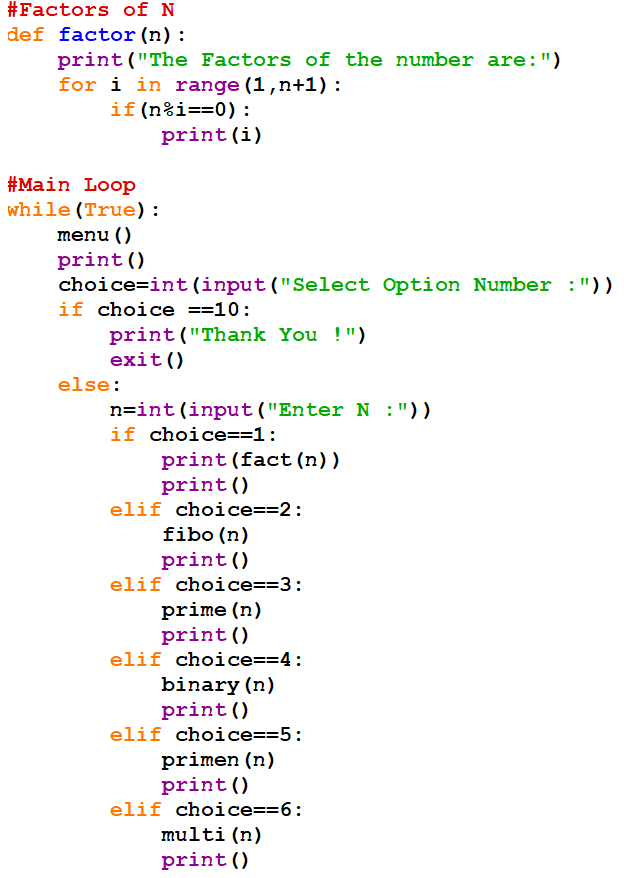 #Factors of N
def factor(n):
    print("The Factors of the number are:")
    for i in range(1,n+1):
        if(n%i==0):
            print(i)

#Main Loop
while(True):
    menu()
    print()
    choice=int(input("Select Option Number :"))
    if choice ==10:
        print("Thank You !")
        exit()
    else:
        n=int(input("Enter N :"))
        if choice==1:
            print(fact(n))
            print()
        elif choice==2:
            fibo(n)
            print()
        elif choice==3:
            prime(n)
            print()
        elif choice==4:
            binary(n)
            print()
        elif choice==5:
            primen(n)
            print()
        elif choice==6:
            multi(n)
            print()